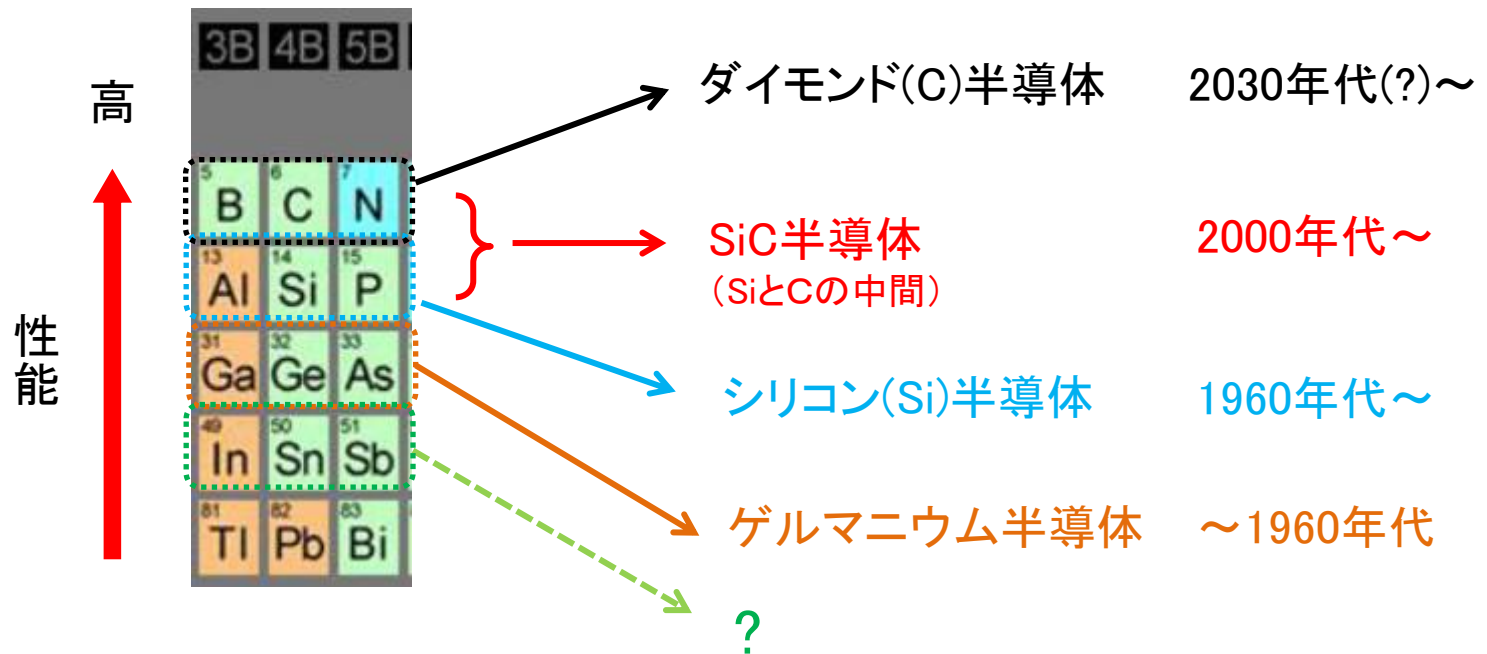 3B 4B 5B
高
性能
5 B 6 C 7 N
13 Al 14 Si 15 P
31 Ga 32 Ge 33 As
49 In 50 Sn 51 Sb
81 Tl 82 Pb 83 Bi
ダイモンド(C)半導体 2030年代(?)～
SiC半導体 2000年代～
（SiとCの中間）
シリコン(Si)半導体 1960年代～
ゲルマニウム半導体 ～1960年代
?